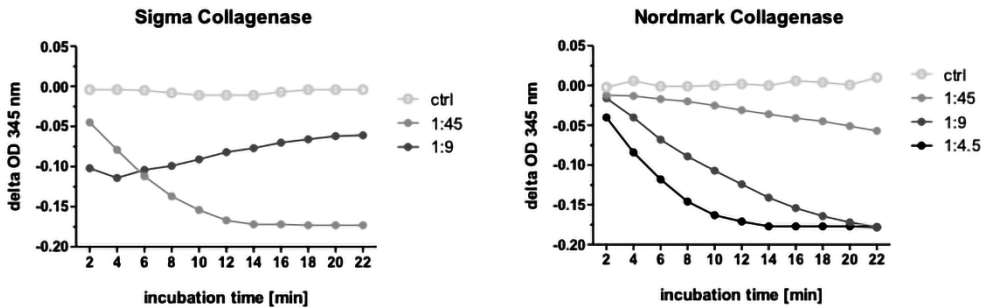 Sigma Collagenase
delta OD 345 nm
0.05
0.00
-0.05
-0.10
-0.15
-0.20
2 4 6 8 10 12 14 16 18 20 22
incubation time [min]
ctrl
1:45
1:9
Nordmark Collagenase
delta OD 345 nm
0.05
0.00
-0.05
-0.10
-0.15
-0.20
2 4 6 8 10 12 14 16 18 20 22
incubation time [min]
ctrl
1:45
1:9
1:4.5